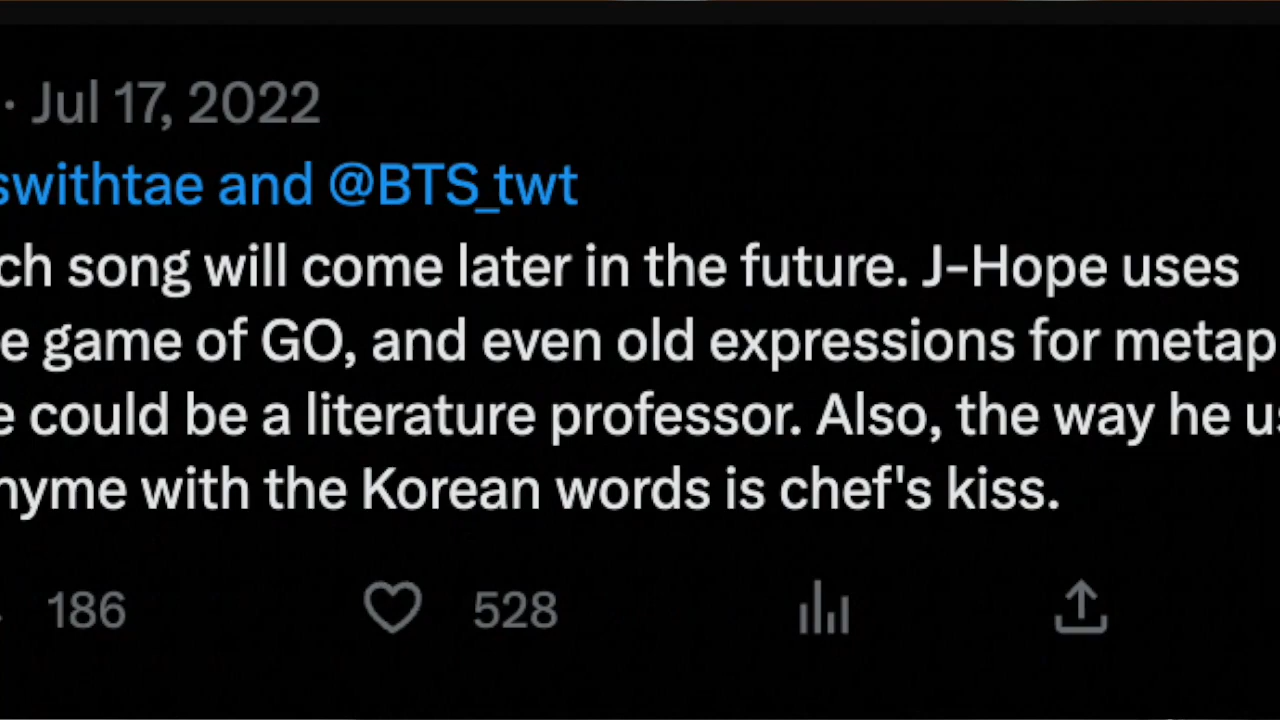 · Jul 17, 2022
swithtae and @BTS_twt
ch song will come later in the future. J-Hope uses
e game of GO, and even old expressions for metap
e could be a literature professor. Also, the way he us
hyme with the Korean words is chef's kiss.
186 528